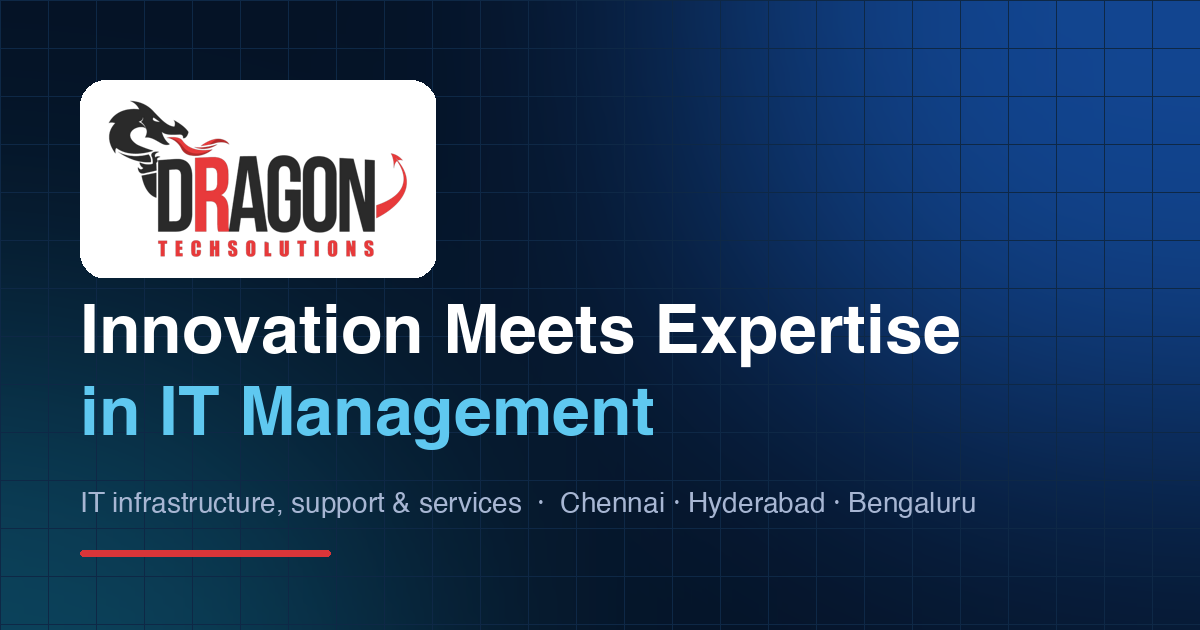 DRAGON
TECHSOLUTIONS
Innovation Meets Expertise
in IT Management
IT infrastructure, support & services · Chennai · Hyderabad · Bengaluru